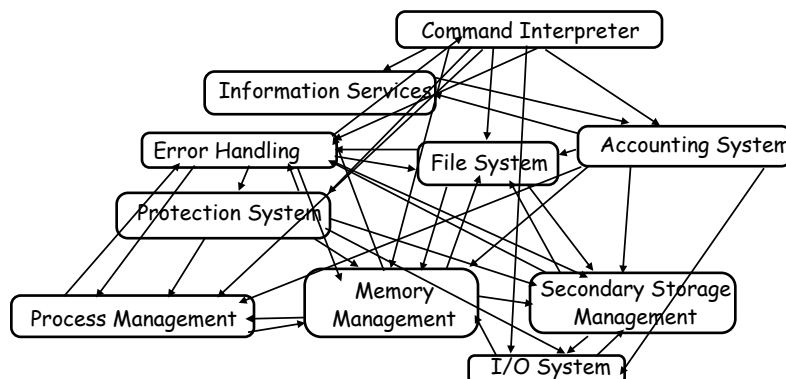 Command Interpreter
Information Services
Error Handling
File System
Accounting System
Protection System
Memory
Management
Secondary Storage
Management
Process Management
I/O System